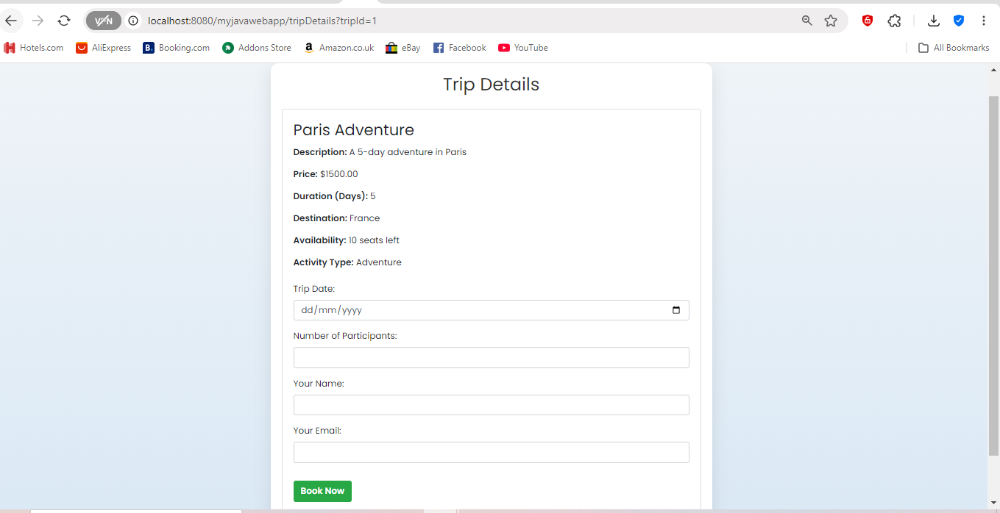 VPN
localhost:8080/myjavawebapp/tripDetails?tripId=1
Hotels.com AliExpress Booking.com Addons Store Amazon.co.uk eBay Facebook YouTube All Bookmarks
Trip Details
Paris Adventure
Description: A 5-day adventure in Paris
Price: $1500.00
Duration (Days): 5
Destination: France
Availability: 10 seats left
Activity Type: Adventure
Trip Date:
dd/mm/yyyy
Number of Participants:
Your Name:
Your Email:
Book Now